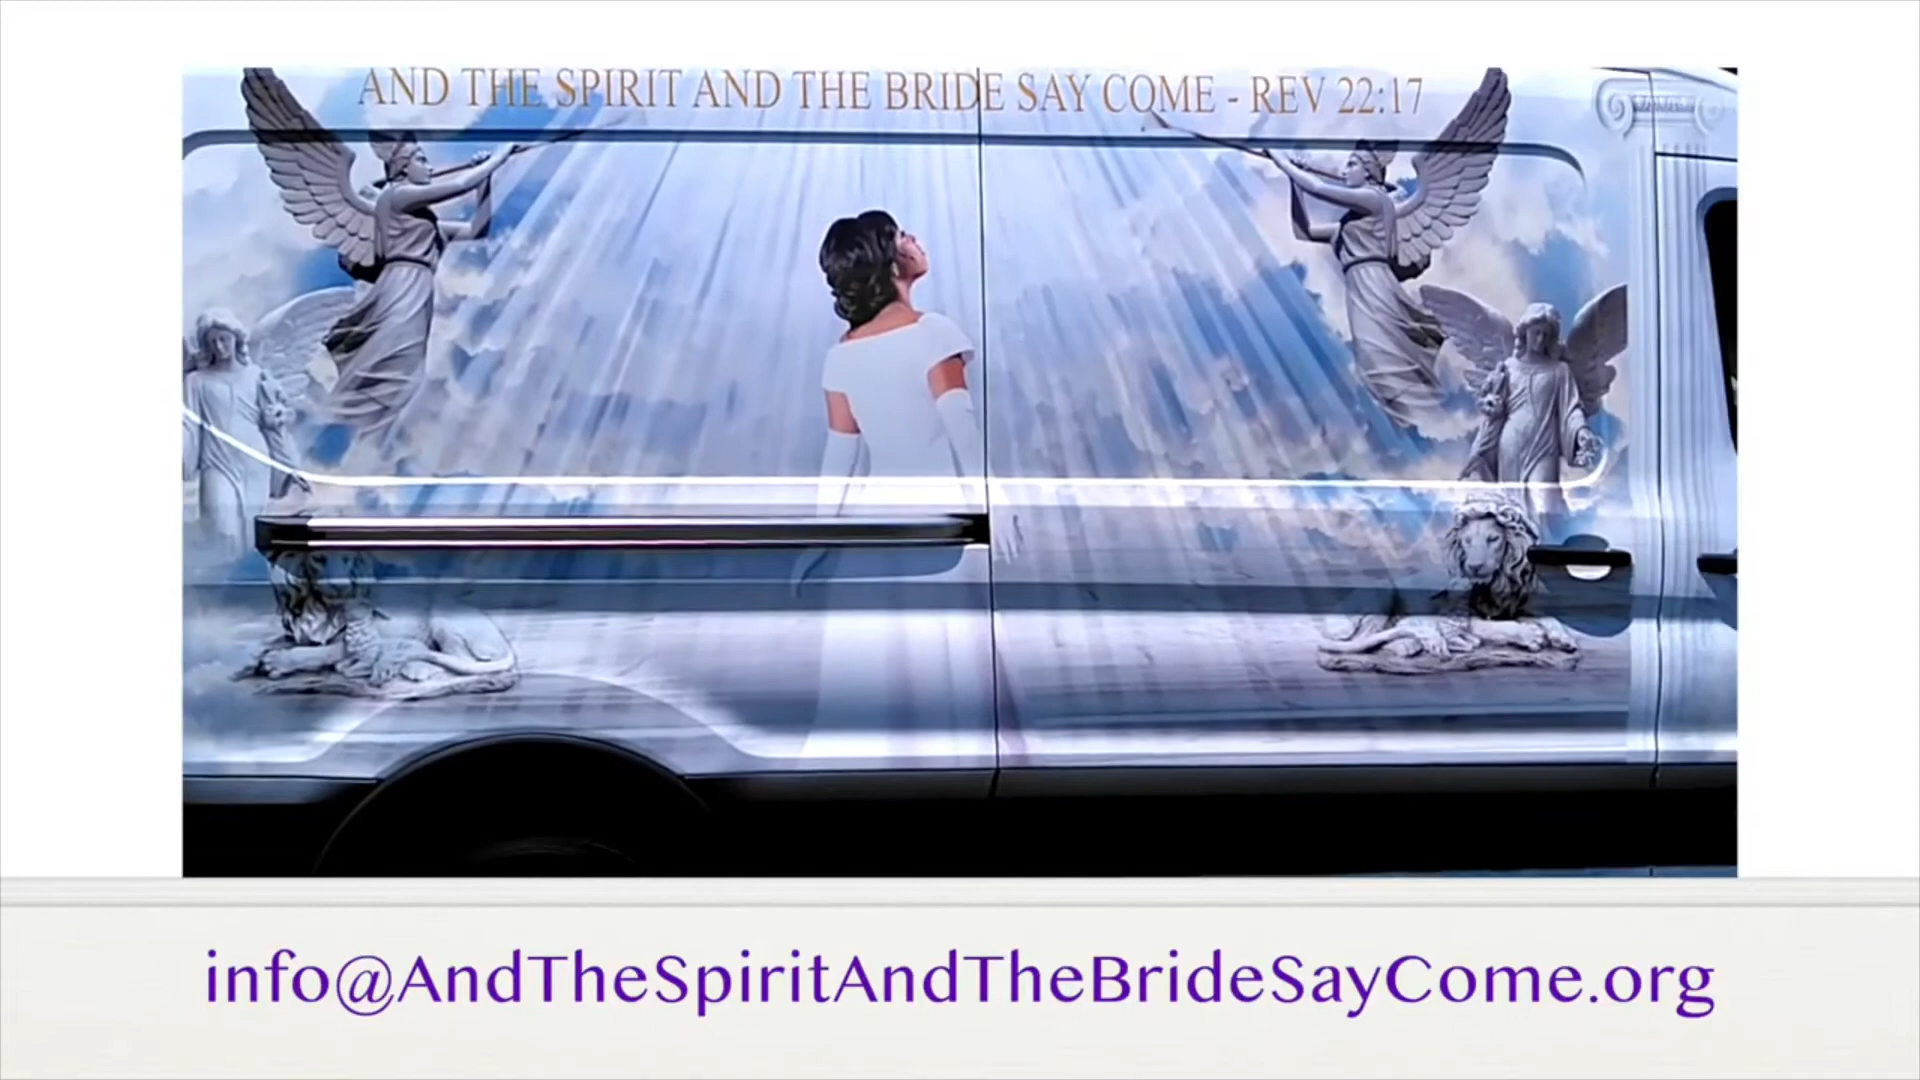 AND THE SPIRIT AND THE BRIDE SAY COME - REV 22:17
info@AndTheSpiritAndTheBrideSayCome.org